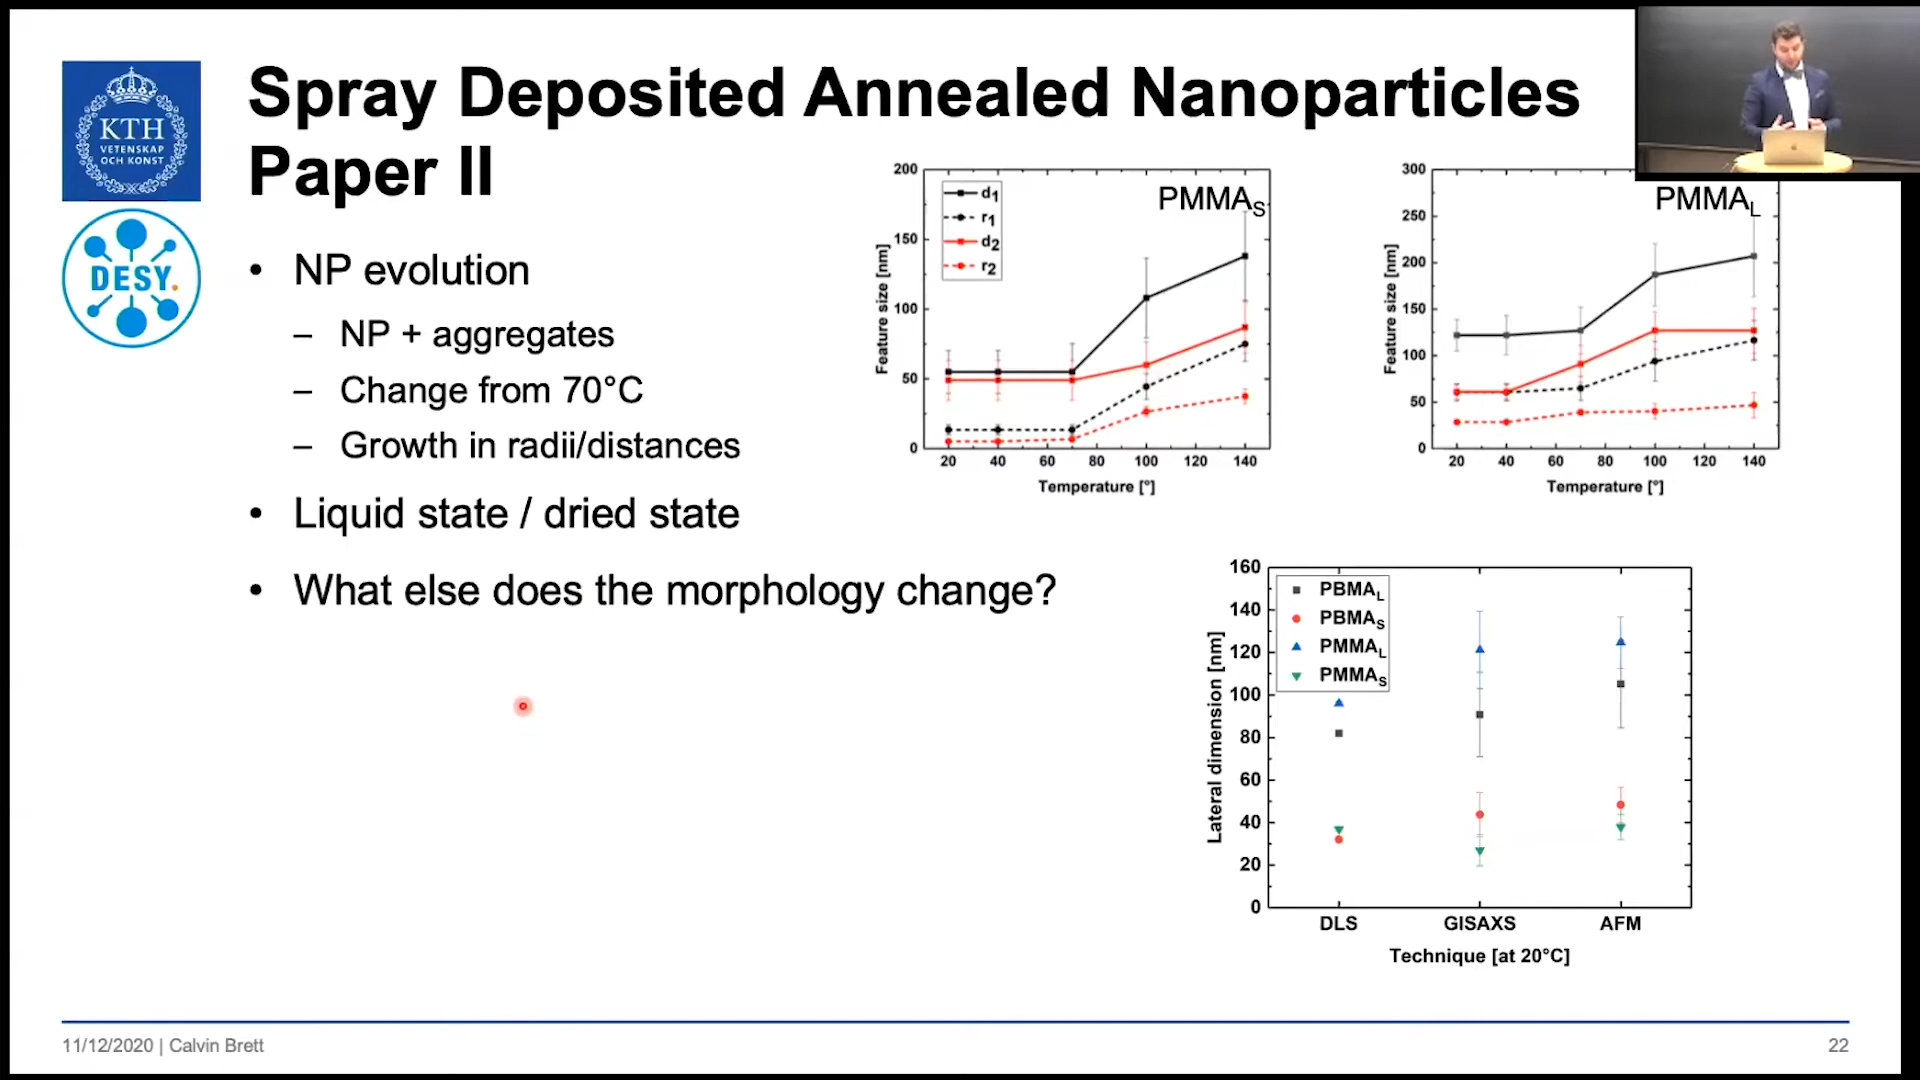 Spray Deposited Annealed Nanoparticles
Paper II
KTH
VETENSKAP
OCH KONST
DESY.
• NP evolution
– NP + aggregates
– Change from 70°C
– Growth in radii/distances
• Liquid state / dried state
• What else does the morphology change?
PMMAS
d1
r1
d2
r2
Feature size [nm]
200
150
100
50
0
20 40 60 80 100 120 140
Temperature [°]
PMMAL
Feature size [nm]
300
250
200
150
100
50
0
20 40 60 80 100 120 140
Temperature [°]
PBMAL
PBMAS
PMMAL
PMMAS
Lateral dimension [nm]
160
140
120
100
80
60
40
20
0
DLS GISAXS AFM
Technique [at 20°C]
11/12/2020 | Calvin Brett
22